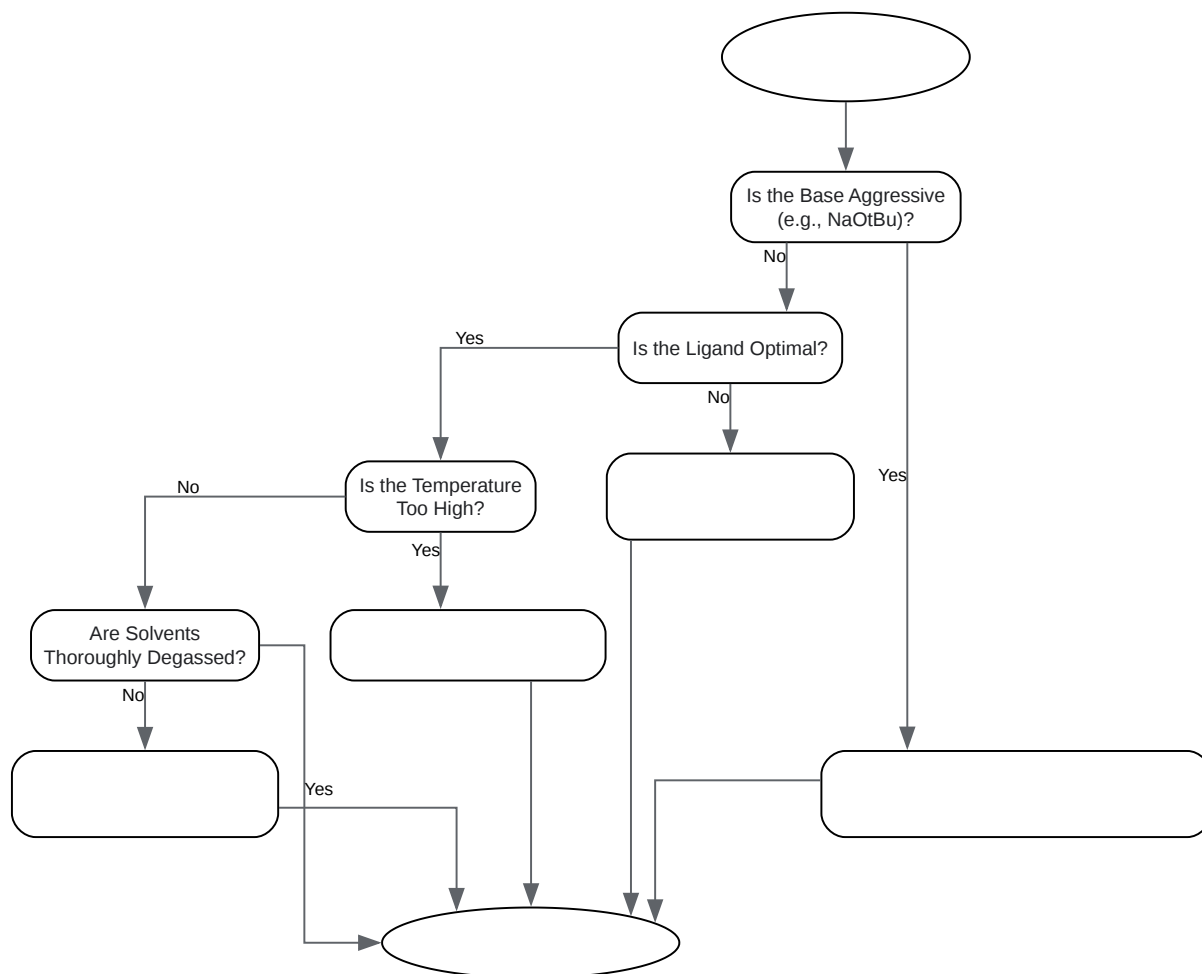 Is the Base Aggressive
(e.g., NaOtBu)?
No
Yes
Is the Ligand Optimal?
No
Yes
No
Is the Temperature
Too High?
Yes
Are Solvents
Thoroughly Degassed?
No
Yes